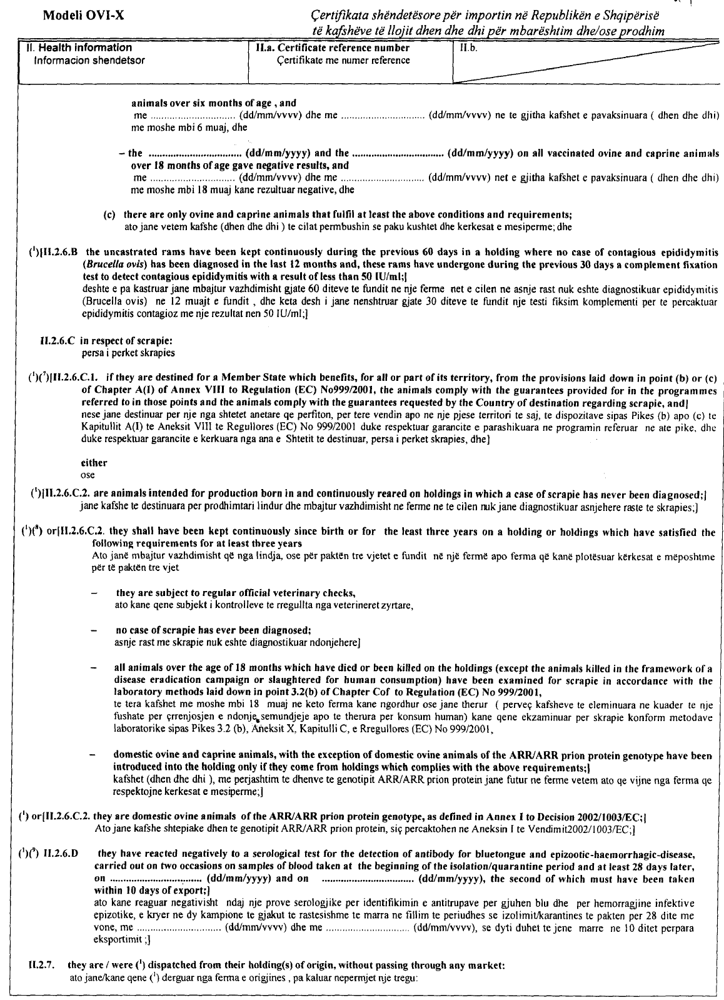 Modeli OVI-X
Çertifikata shëndetësore për importin në Republikën e Shqipërisë
të kafshëve të llojit dhen dhe dhi për mbarështim dhe/ose prodhim
II. Health information
Informacion shendetsor
II.a. Certificate reference number
Çertifikate me numer reference
II.b.
animals over six months of age , and
me ............................... (dd/mm/vvvv) dhe me ............................... (dd/mm/vvvv) ne te gjitha kafshet e pavaksinuara ( dhen dhe dhi)
me moshe mbi 6 muaj, dhe
– the .................................. (dd/mm/yyyy) and the .................................. (dd/mm/yyyy) on all vaccinated ovine and caprine animals
over 18 months of age gave negative results, and
me ............................... (dd/mm/vvvv) dhe me ............................... (dd/mm/vvvv) net e gjitha kafshet e pavaksinuara ( dhen dhe dhi)
me moshe mbi 18 muaj kane rezultuar negative, dhe
(c) there are only ovine and caprine animals that fulfil at least the above conditions and requirements;
ato jane vetem kafshe (dhen dhe dhi ) te cilat permbushin se paku kushtet dhe kerkesat e mesiperme; dhe
(¹)[II.2.6.B the uncastrated rams have been kept continuously during the previous 60 days in a holding where no case of contagious epididymitis
(Brucella ovis) has been diagnosed in the last 12 months and, these rams have undergone during the previous 30 days a complement fixation
test to detect contagious epididymitis with a result of less than 50 IU/ml;]
deshte e pa kastruar jane mbajtur vazhdimisht gjate 60 diteve te fundit ne nje ferme net e cilen ne asnje rast nuk eshte diagnostikuar epididymitis
(Brucella ovis) ne 12 muajt e fundit , dhe keta desh i jane nenshtruar gjate 30 diteve te fundit nje testi fiksim komplementi per te percaktuar
epididymitis contagioz me nje rezultat nen 50 IU/ml;]
II.2.6.C in respect of scrapie:
persa i perket skrapies
(¹)(⁷)[II.2.6.C.1. if they are destined for a Member State which benefits, for all or part of its territory, from the provisions laid down in point (b) or (c)
of Chapter A(I) of Annex VIII to Regulation (EC) No999/2001, the animals comply with the guarantees provided for in the programmes
referred to in those points and the animals comply with the guarantees requested by the Country of destination regarding scrapie, and]
nese jane destinuar per nje nga shtetet anetare qe perfiton, per tere vendin apo ne nje pjese territori te saj, te dispozitave sipas Pikes (b) apo (c) te
Kapitullit A(I) te Aneksit VIII te Regullores (EC) No 999/2001 duke respektuar garancite e parashikuara ne programin referuar ne ate pike, dhe
duke respektuar garancite e kerkuara nga ana e Shtetit te destinuar, persa i perket skrapies, dhe]
either
ose
(¹)[II.2.6.C.2. are animals intended for production born in and continuously reared on holdings in which a case of scrapie has never been diagnosed;]
jane kafshe te destinuara per prodhimtari lindur dhe mbajtur vazhdimisht ne ferme ne te cilen nuk jane diagnostikuar asnjehere raste te skrapies;]
(¹)(⁸) or[II.2.6.C.2. they shall have been kept continuously since birth or for the least three years on a holding or holdings which have satisfied the
following requirements for at least three years
Ato janë mbajtur vazhdimisht që nga lindja, ose për paktën tre vjetet e fundit në një fermë apo ferma që kanë plotësuar kërkesat e mëposhtme
për të paktën tre vjet
– they are subject to regular official veterinary checks,
ato kane qene subjekt i kontrolleve te rregullta nga veterineret zyrtare,
– no case of scrapie has ever been diagnosed;
asnje rast me skrapie nuk eshte diagnostikuar ndonjehere]
– all animals over the age of 18 months which have died or been killed on the holdings (except the animals killed in the framework of a
disease eradication campaign or slaughtered for human consumption) have been examined for scrapie in accordance with the
laboratory methods laid down in point 3.2(b) of Chapter Cof to Regulation (EC) No 999/2001,
te tera kafshet me moshe mbi 18 muaj ne keto ferma kane ngordhur ose jane therur ( perveç kafsheve te eleminuara ne kuader te nje
fushate per çrrenjosjen e ndonje semundjeje apo te therura per konsum human) kane qene ekzaminuar per skrapie konform metodave
laboratorike sipas Pikes 3.2 (b), Aneksit X, Kapitulli C, e Rregullores (EC) No 999/2001,
– domestic ovine and caprine animals, with the exception of domestic ovine animals of the ARR/ARR prion protein genotype have been
introduced into the holding only if they come from holdings which complies with the above requirements;]
kafshet (dhen dhe dhi ), me perjashtim te dhenve te genotipit ARR/ARR prion protein jane futur ne ferme vetem ato qe vijne nga ferma qe
respektojne kerkesat e mesiperme;]
(¹) or[II.2.6.C.2. they are domestic ovine animals of the ARR/ARR prion protein genotype, as defined in Annex I to Decision 2002/1003/EC;]
Ato jane kafshe shtepiake dhen te genotipit ARR/ARR prion protein, siç percaktohen ne Aneksin I te Vendimit2002/1003/EC;]
(¹)(⁹) II.2.6.D they have reacted negatively to a serological test for the detection of antibody for bluetongue and epizootic-haemorrhagic-disease,
carried out on two occasions on samples of blood taken at the beginning of the isolation/quarantine period and at least 28 days later,
on .................................. (dd/mm/yyyy) and on .................................. (dd/mm/yyyy), the second of which must have been taken
within 10 days of export;]
ato kane reaguar negativisht ndaj nje prove serologjike per identifikimin e antitrupave per gjuhen blu dhe per hemorragjine infektive
epizotike, e kryer ne dy kampione te gjakut te rastesishme te marra ne fillim te periudhes se izolimit/karantines te pakten per 28 dite me
vone, me ............................... (dd/mm/vvvv) dhe me ............................... (dd/mm/vvvv), se dyti duhet te jene marre ne 10 ditet perpara
eksportimit ;]
II.2.7. they are / were (¹) dispatched from their holding(s) of origin, without passing through any market:
ato jane/kane qene (¹) derguar nga ferma e origjines , pa kaluar nepermjet nje tregu: